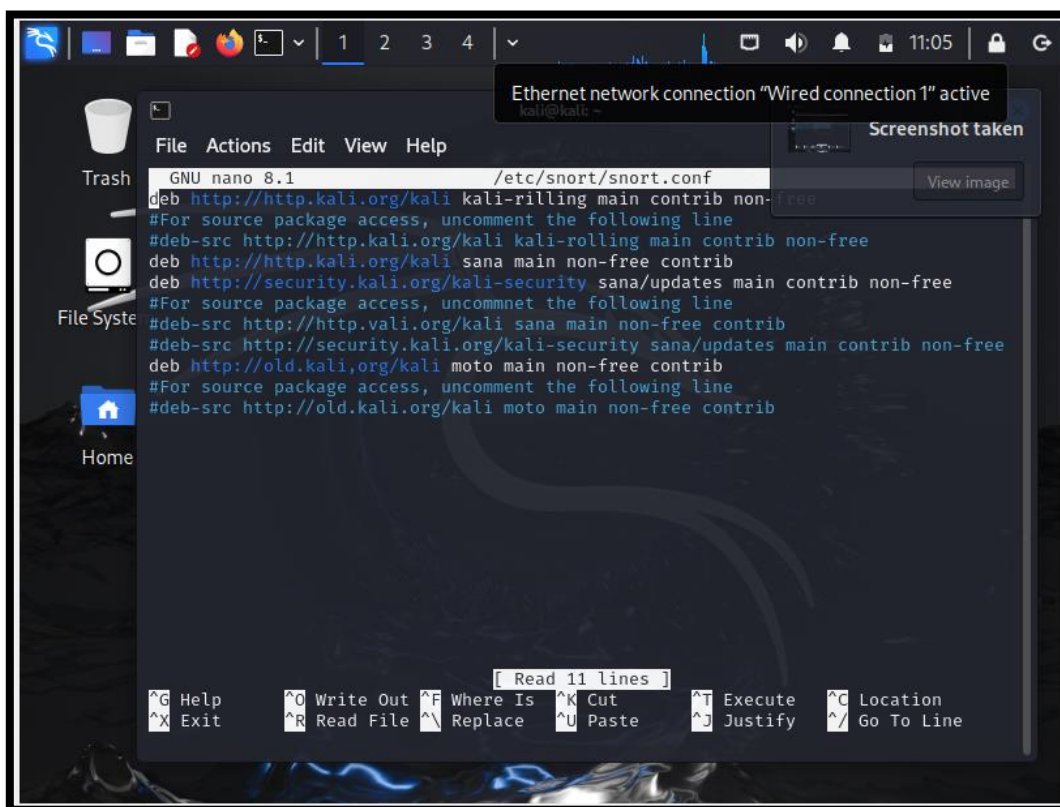 1 2 3 4 11:05
Ethernet network connection “Wired connection 1” active
kali@kali: ~
Screenshot taken
View image
File Actions Edit View Help
Trash
File Syste
Home
GNU nano 8.1 /etc/snort/snort.conf
deb http://http.kali.org/kali kali-rilling main contrib non-free
#For source package access, uncomment the following line
#deb-src http://http.kali.org/kali kali-rolling main contrib non-free
deb http://http.kali.org/kali sana main non-free contrib
deb http://security.kali.org/kali-security sana/updates main contrib non-free
#For source package access, uncommnet the following line
#deb-src http://http.vali.org/kali sana main non-free contrib
#deb-src http://security.kali.org/kali-security sana/updates main contrib non-free
deb http://old.kali,org/kali moto main non-free contrib
#For source package access, uncomment the following line
#deb-src http://old.kali.org/kali moto main non-free contrib
[ Read 11 lines ]
^G Help ^O Write Out ^F Where Is ^K Cut ^T Execute ^C Location
^X Exit ^R Read File ^\ Replace ^U Paste ^J Justify ^/ Go To Line